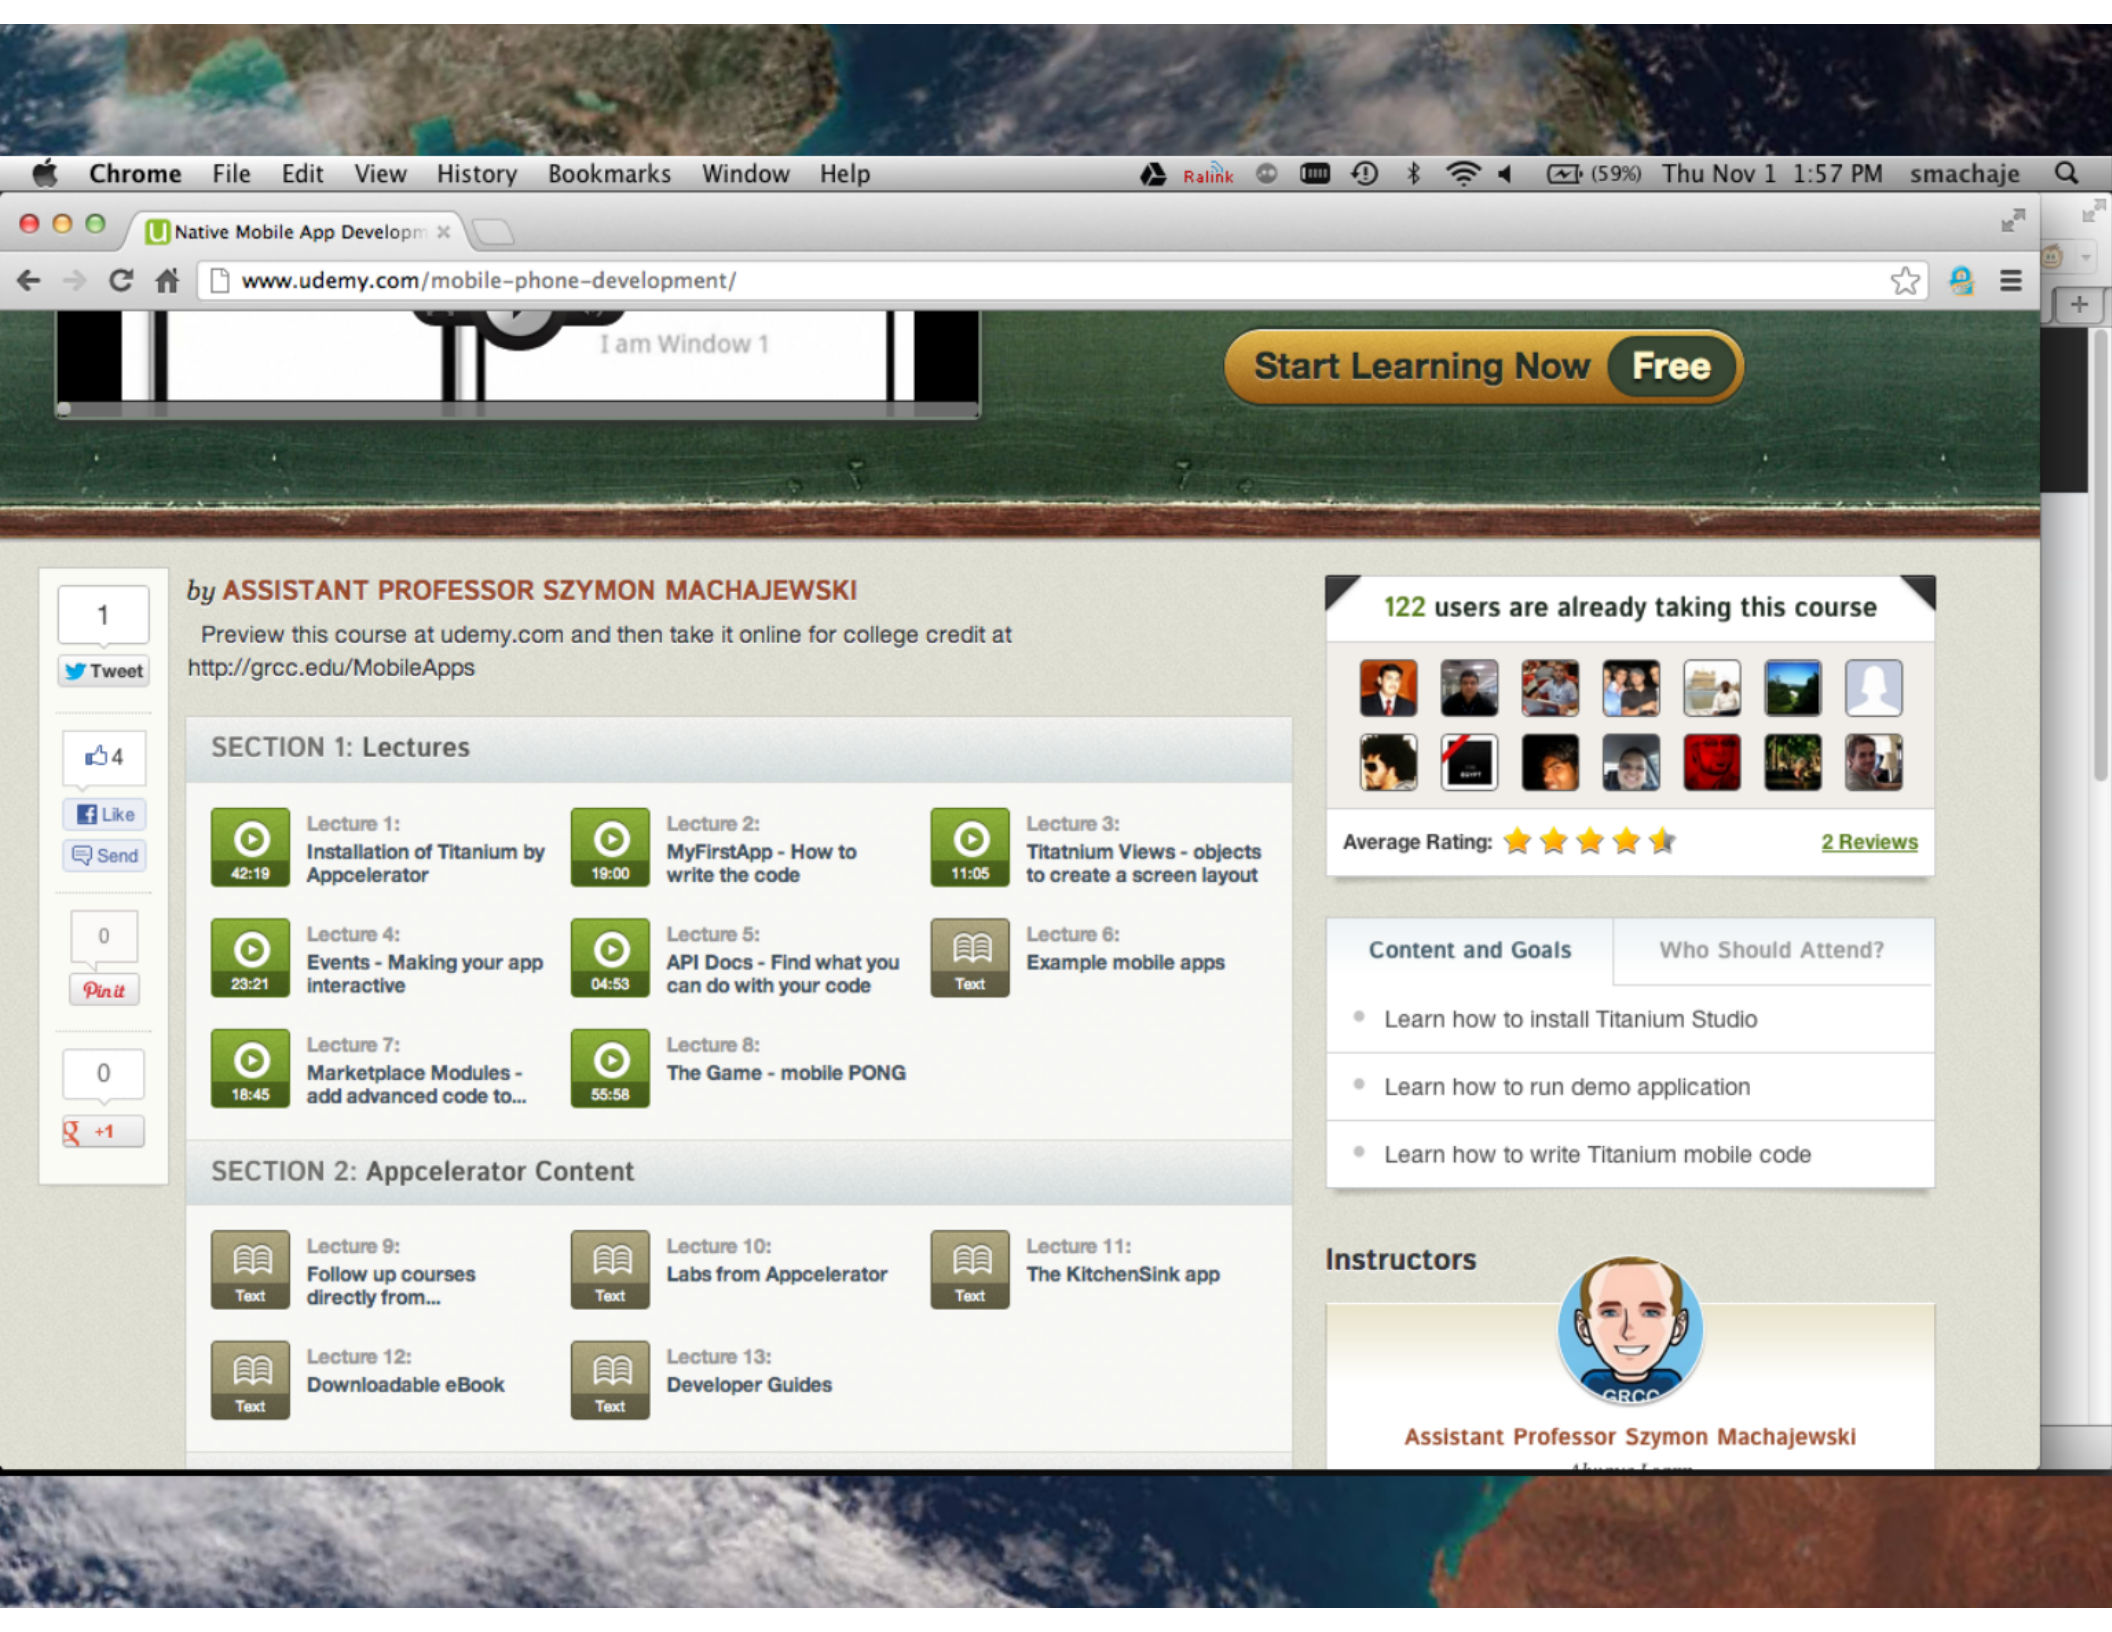 Chrome File Edit View History Bookmarks Window Help Ralink (59%) Thu Nov 1 1:57 PM smachaje
Native Mobile App Developm
www.udemy.com/mobile-phone-development/
I am Window 1
Start Learning Now Free
1
Tweet
4
Like
Send
0
Pin it
0
+1
by ASSISTANT PROFESSOR SZYMON MACHAJEWSKI
Preview this course at udemy.com and then take it online for college credit at
http://grcc.edu/MobileApps
SECTION 1: Lectures
42:19
Lecture 1:
Installation of Titanium by
Appcelerator
19:00
Lecture 2:
MyFirstApp - How to
write the code
11:05
Lecture 3:
Titatnium Views - objects
to create a screen layout
23:21
Lecture 4:
Events - Making your app
interactive
04:53
Lecture 5:
API Docs - Find what you
can do with your code
Text
Lecture 6:
Example mobile apps
18:45
Lecture 7:
Marketplace Modules -
add advanced code to...
55:58
Lecture 8:
The Game - mobile PONG
SECTION 2: Appcelerator Content
Text
Lecture 9:
Follow up courses
directly from...
Text
Lecture 10:
Labs from Appcelerator
Text
Lecture 11:
The KitchenSink app
Text
Lecture 12:
Downloadable eBook
Text
Lecture 13:
Developer Guides
122 users are already taking this course
EGYPT
Average Rating: 2 Reviews
Content and Goals Who Should Attend?
Learn how to install Titanium Studio
Learn how to run demo application
Learn how to write Titanium mobile code
Instructors
GRCC
Assistant Professor Szymon Machajewski